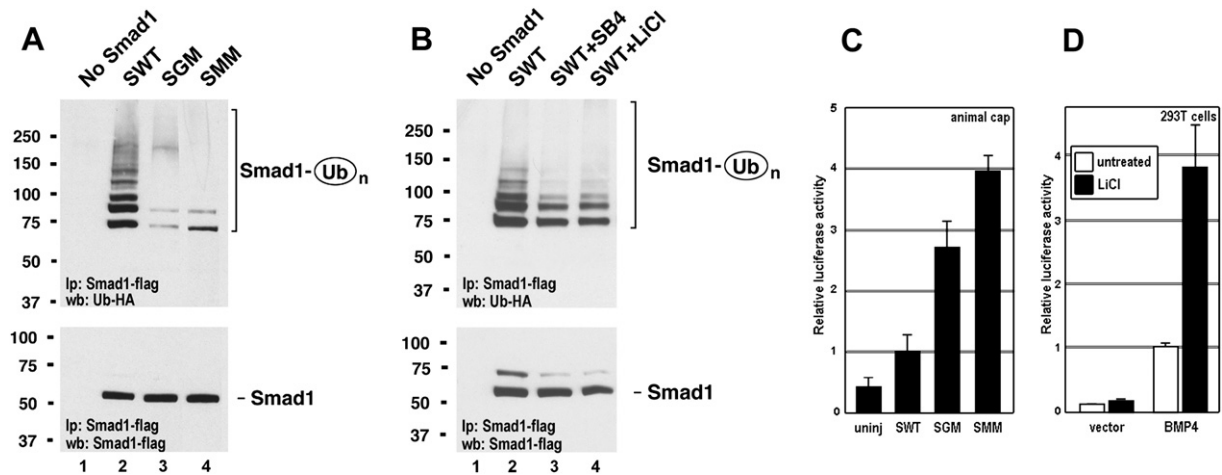 A
No Smad1
SWT
SGM
SMM
250
150
100
75
50
37
Smad1-Ub n
Ip: Smad1-flag
wb: Ub-HA
100
75
50
37
Smad1
Ip: Smad1-flag
wb: Smad1-flag
1 2 3 4
B
No Smad1
SWT
SWT+SB4
SWT+LiCl
250
150
100
75
50
37
Smad1-Ub n
Ip: Smad1-flag
wb: Ub-HA
100
75
50
37
Smad1
Ip: Smad1-flag
wb: Smad1-flag
1 2 3 4
C
animal cap
Relative luciferase activity
5
4
3
2
1
0
uninj SWT SGM SMM
D
293T cells
untreated
LiCl
Relative luciferase activity
4
3
2
1
0
vector BMP4